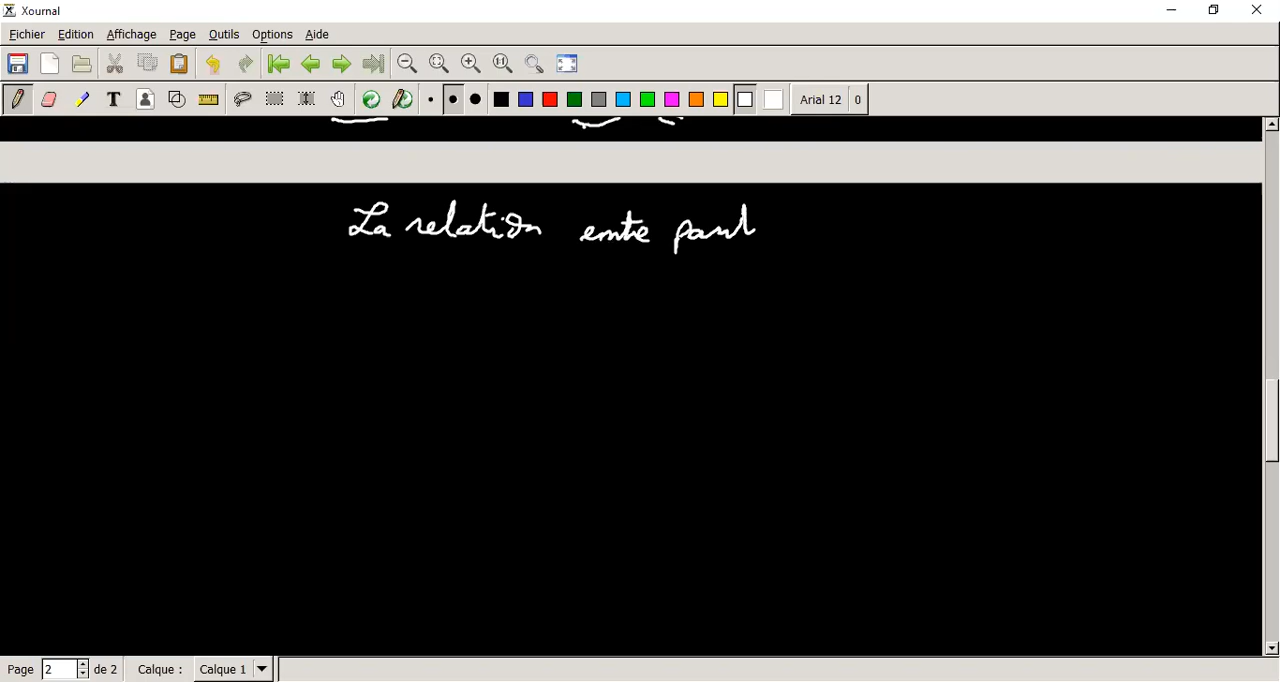 Xournal
Fichier Edition Affichage Page Outils Options Aide
Arial 12 0
La relation entre paul
Page 2 de 2 Calque : Calque 1